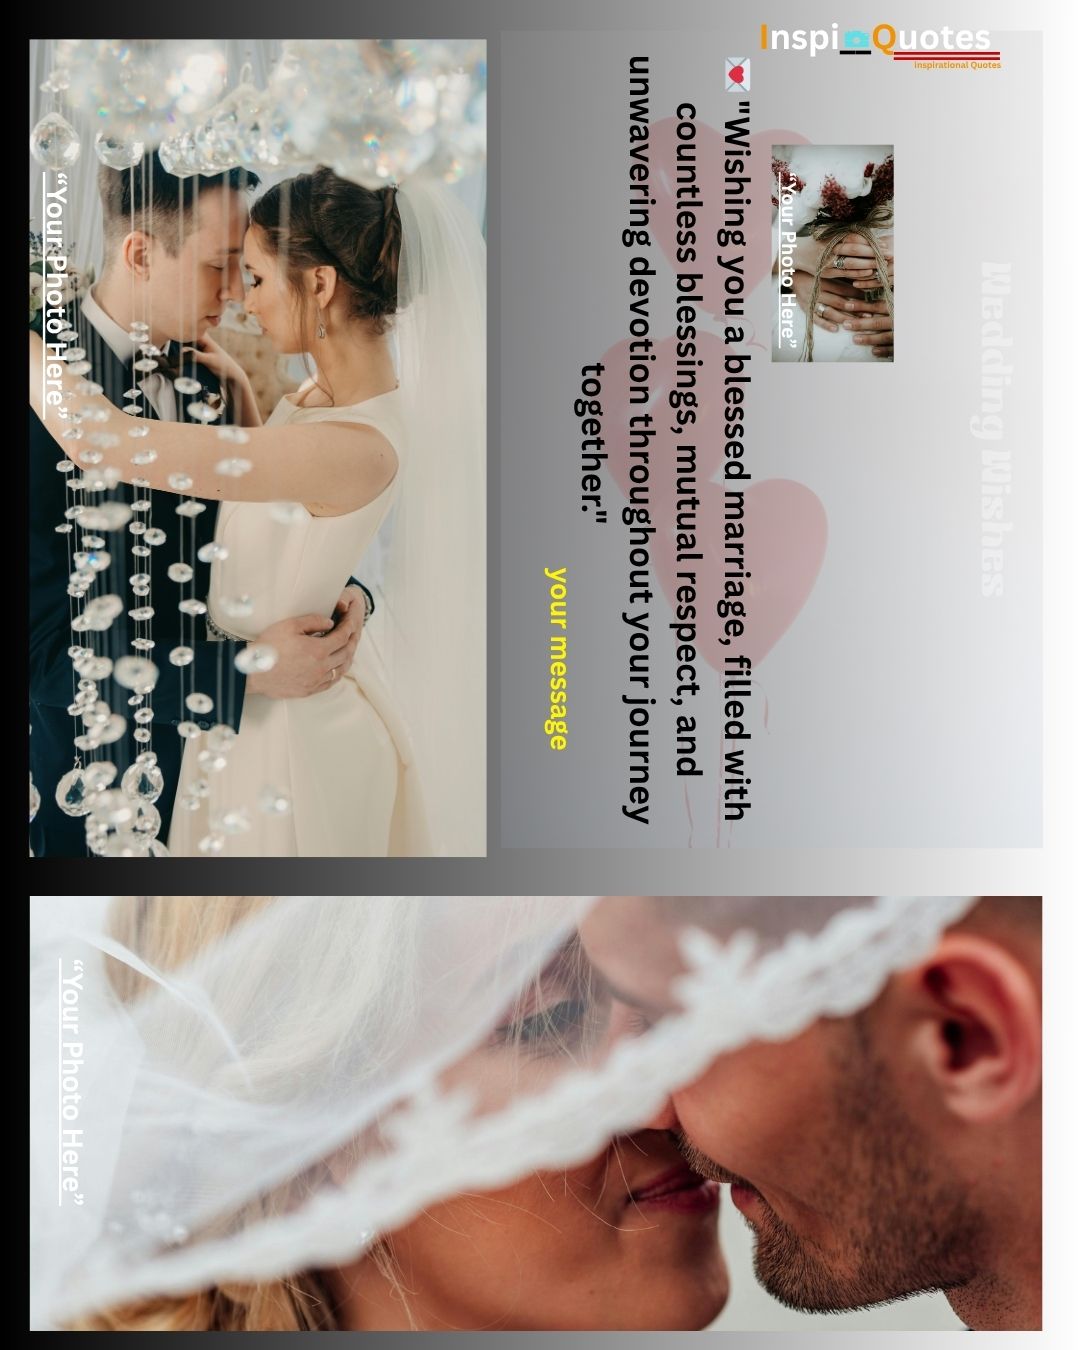 InspiQuotes
Inspirational Quotes
Wedding Wishes
“Your Photo Here”
💌"Wishing you a blessed marriage, filled with
countless blessings, mutual respect, and
unwavering devotion throughout your journey
together."
your message
“Your Photo Here”
“Your Photo Here”